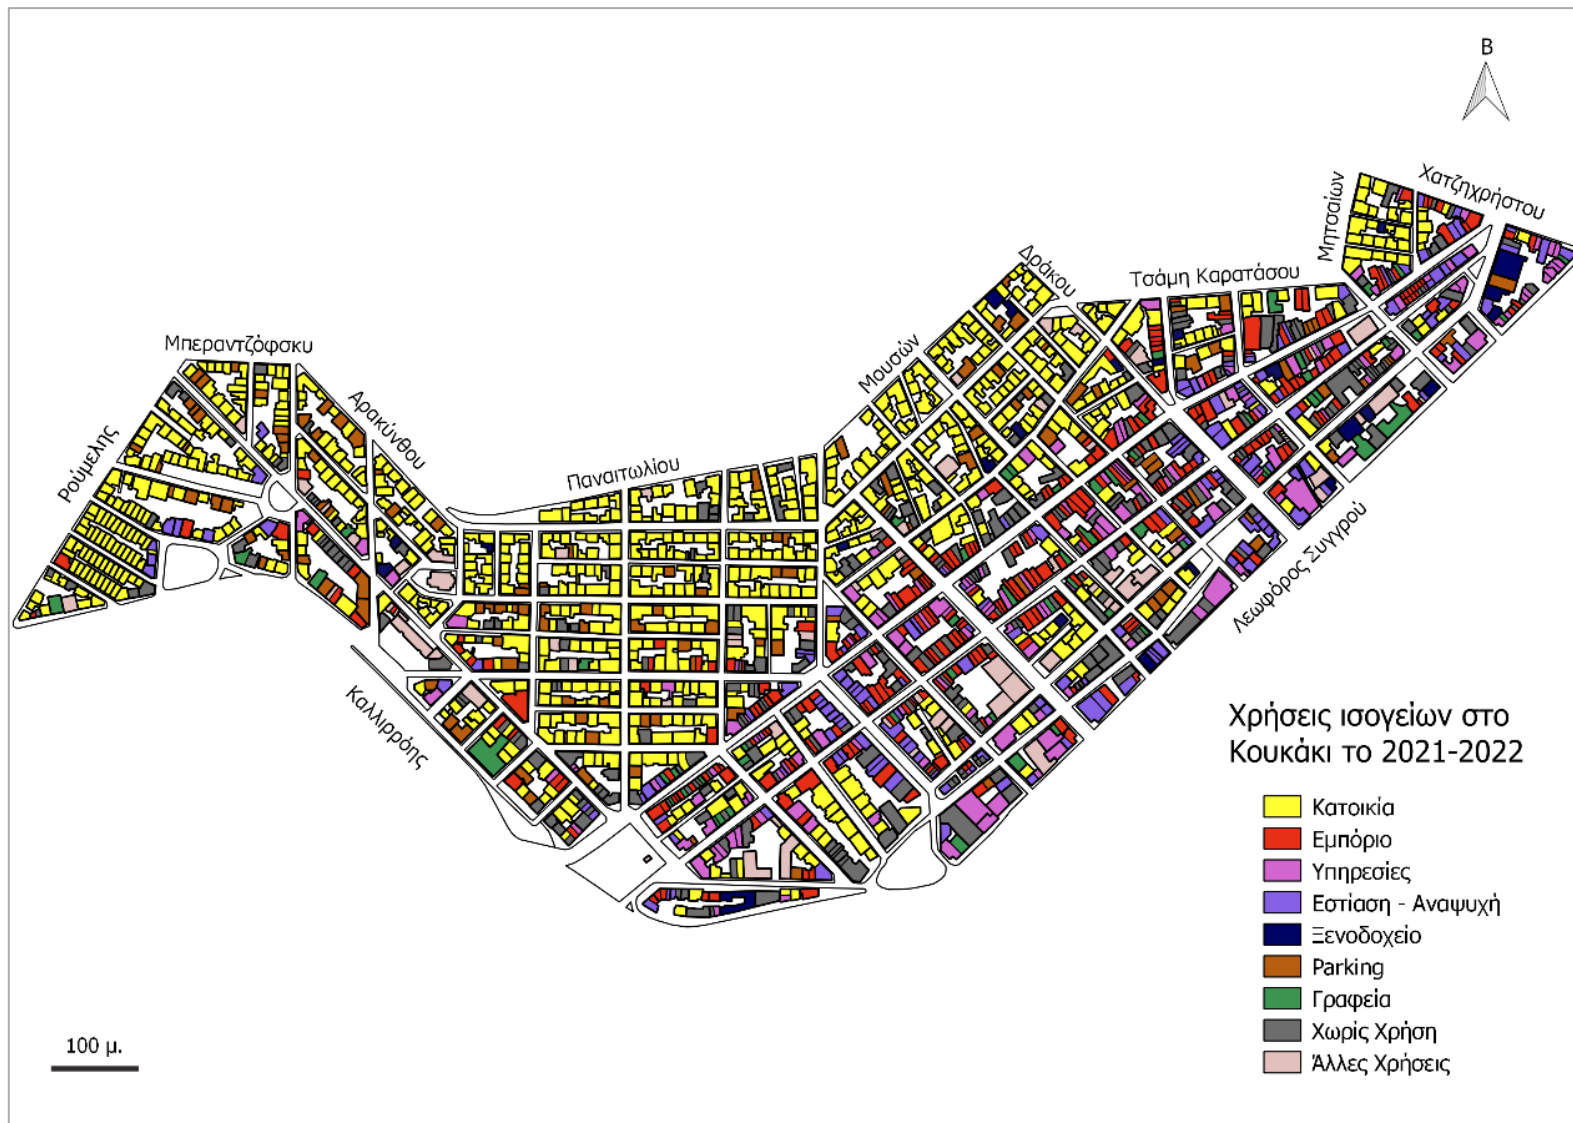 Β
Χατζηχρήστου
Μητσαίων
Δράκου
Τσάμη Καρατάσου
Μουσών
Μπεραντζόφσκυ
Αρακύνθου
Παναιτωλίου
Ρούμελης
Λεωφόρος Συγγρού
Καλλιρρόης
Χρήσεις ισογείων στο
Κουκάκι το 2021-2022
Κατοικία
Εμπόριο
Υπηρεσίες
Εστίαση - Αναψυχή
Ξενοδοχείο
Parking
Γραφεία
Χωρίς Χρήση
Άλλες Χρήσεις
100 μ.